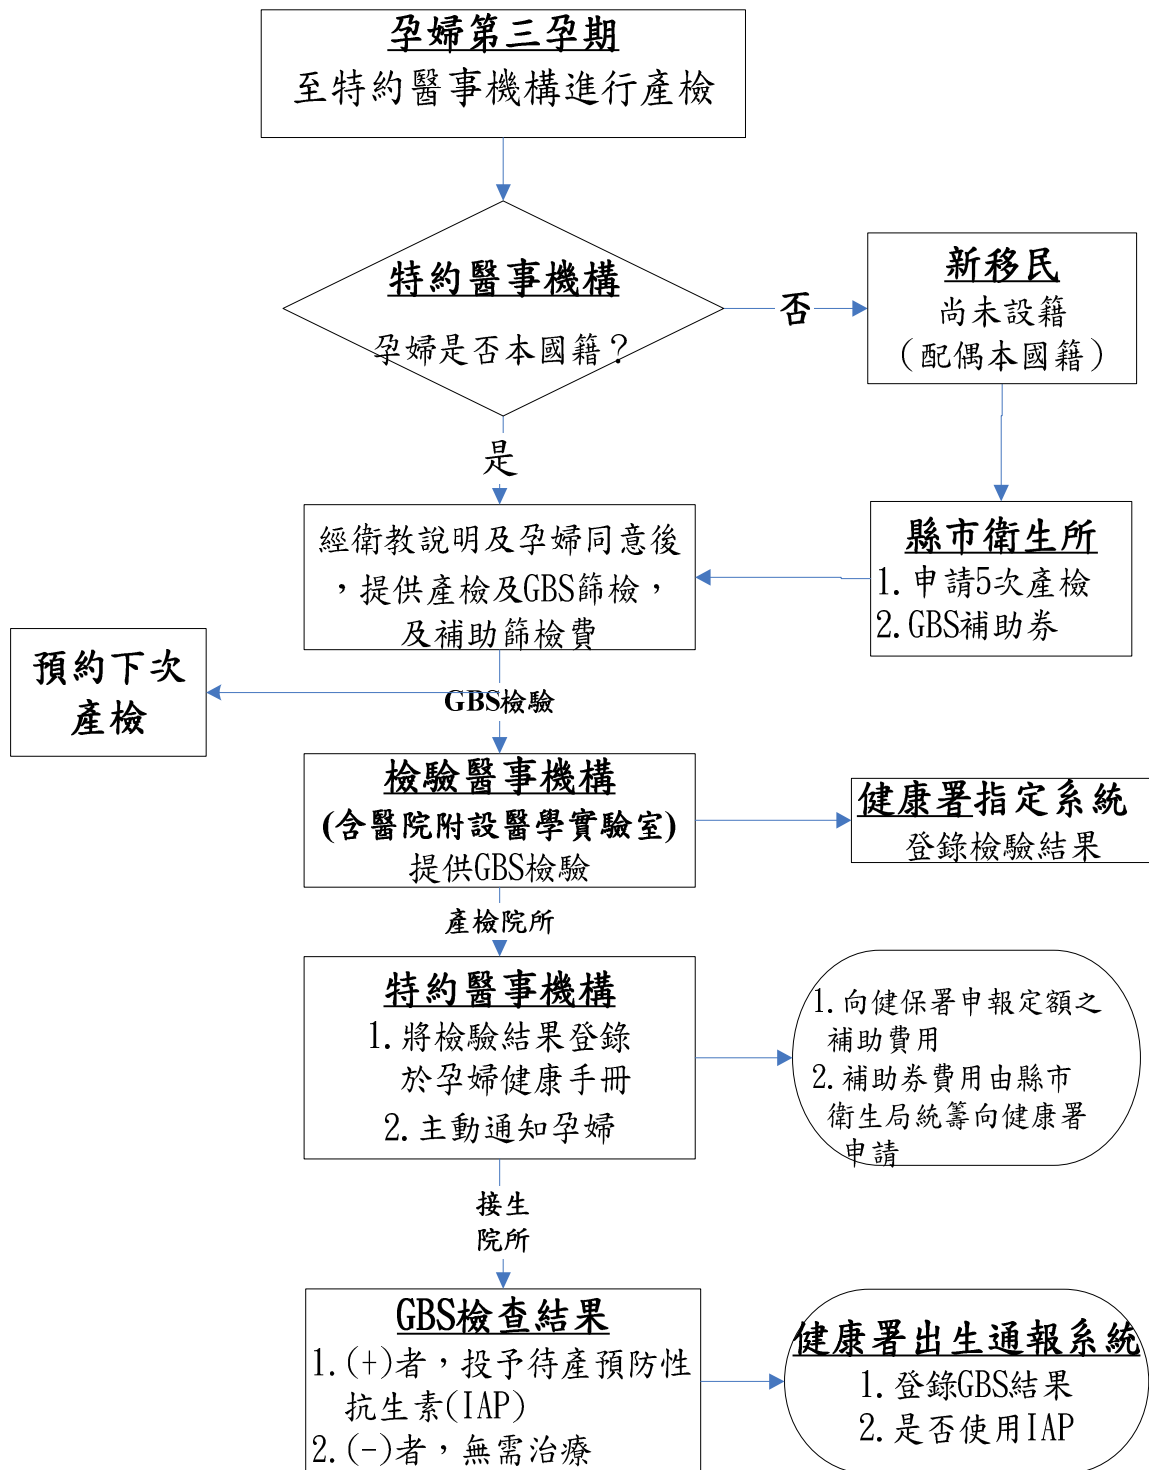 孕婦第三孕期
至特約醫事機構進行產檢
特約醫事機構
孕婦是否本國籍？
否
新移民
尚未設籍
（配偶本國籍）
是
經衛教說明及孕婦同意後
，提供產檢及GBS篩檢，
及補助篩檢費
縣市衛生所
1.申請5次產檢
2.GBS補助券
預約下次
產檢
GBS檢驗
檢驗醫事機構
(含醫院附設醫學實驗室)
提供GBS檢驗
健康署指定系統
登錄檢驗結果
產檢院所
特約醫事機構
1.將檢驗結果登錄
於孕婦健康手冊
2.主動通知孕婦
1.向健保署申報定額之
補助費用
2.補助券費用由縣市
衛生局統籌向健康署
申請
接生
院所
GBS檢查結果
1.(+)者，投予待產預防性
抗生素(IAP)
2.(-)者，無需治療
健康署出生通報系統
1.登錄GBS結果
2.是否使用IAP